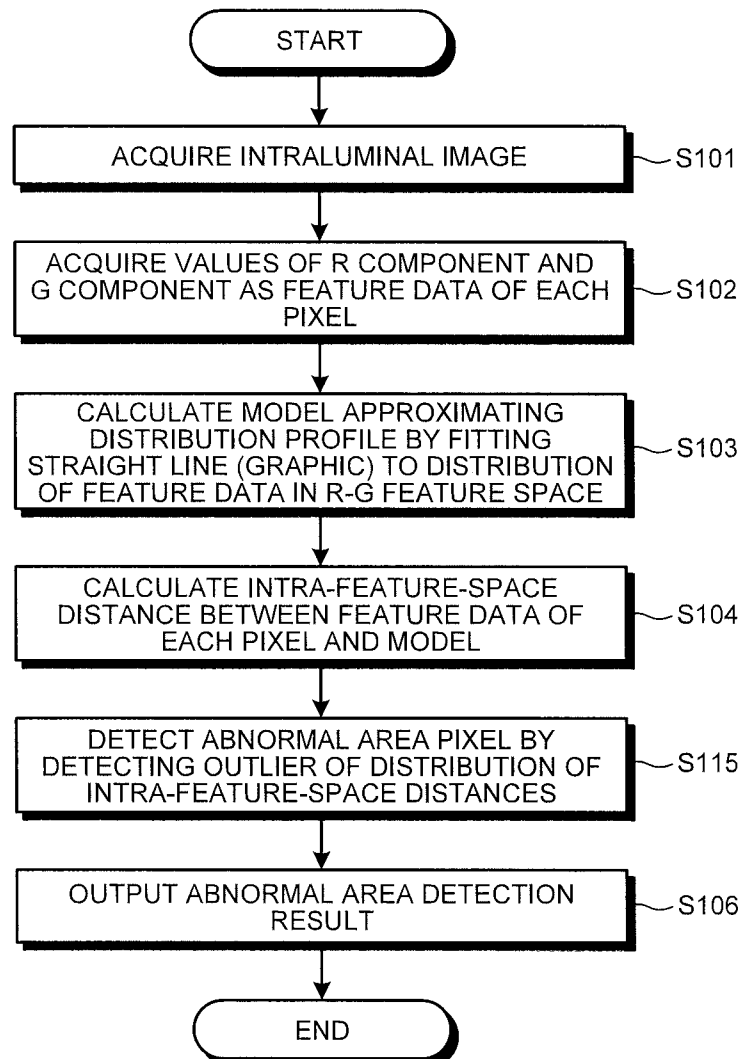 START
ACQUIRE INTRALUMINAL IMAGE
S101
ACQUIRE VALUES OF R COMPONENT AND
G COMPONENT AS FEATURE DATA OF EACH
PIXEL
S102
CALCULATE MODEL APPROXIMATING
DISTRIBUTION PROFILE BY FITTING
STRAIGHT LINE (GRAPHIC) TO DISTRIBUTION
OF FEATURE DATA IN R-G FEATURE SPACE
S103
CALCULATE INTRA-FEATURE-SPACE
DISTANCE BETWEEN FEATURE DATA OF
EACH PIXEL AND MODEL
S104
DETECT ABNORMAL AREA PIXEL BY
DETECTING OUTLIER OF DISTRIBUTION OF
INTRA-FEATURE-SPACE DISTANCES
S115
OUTPUT ABNORMAL AREA DETECTION
RESULT
S106
END